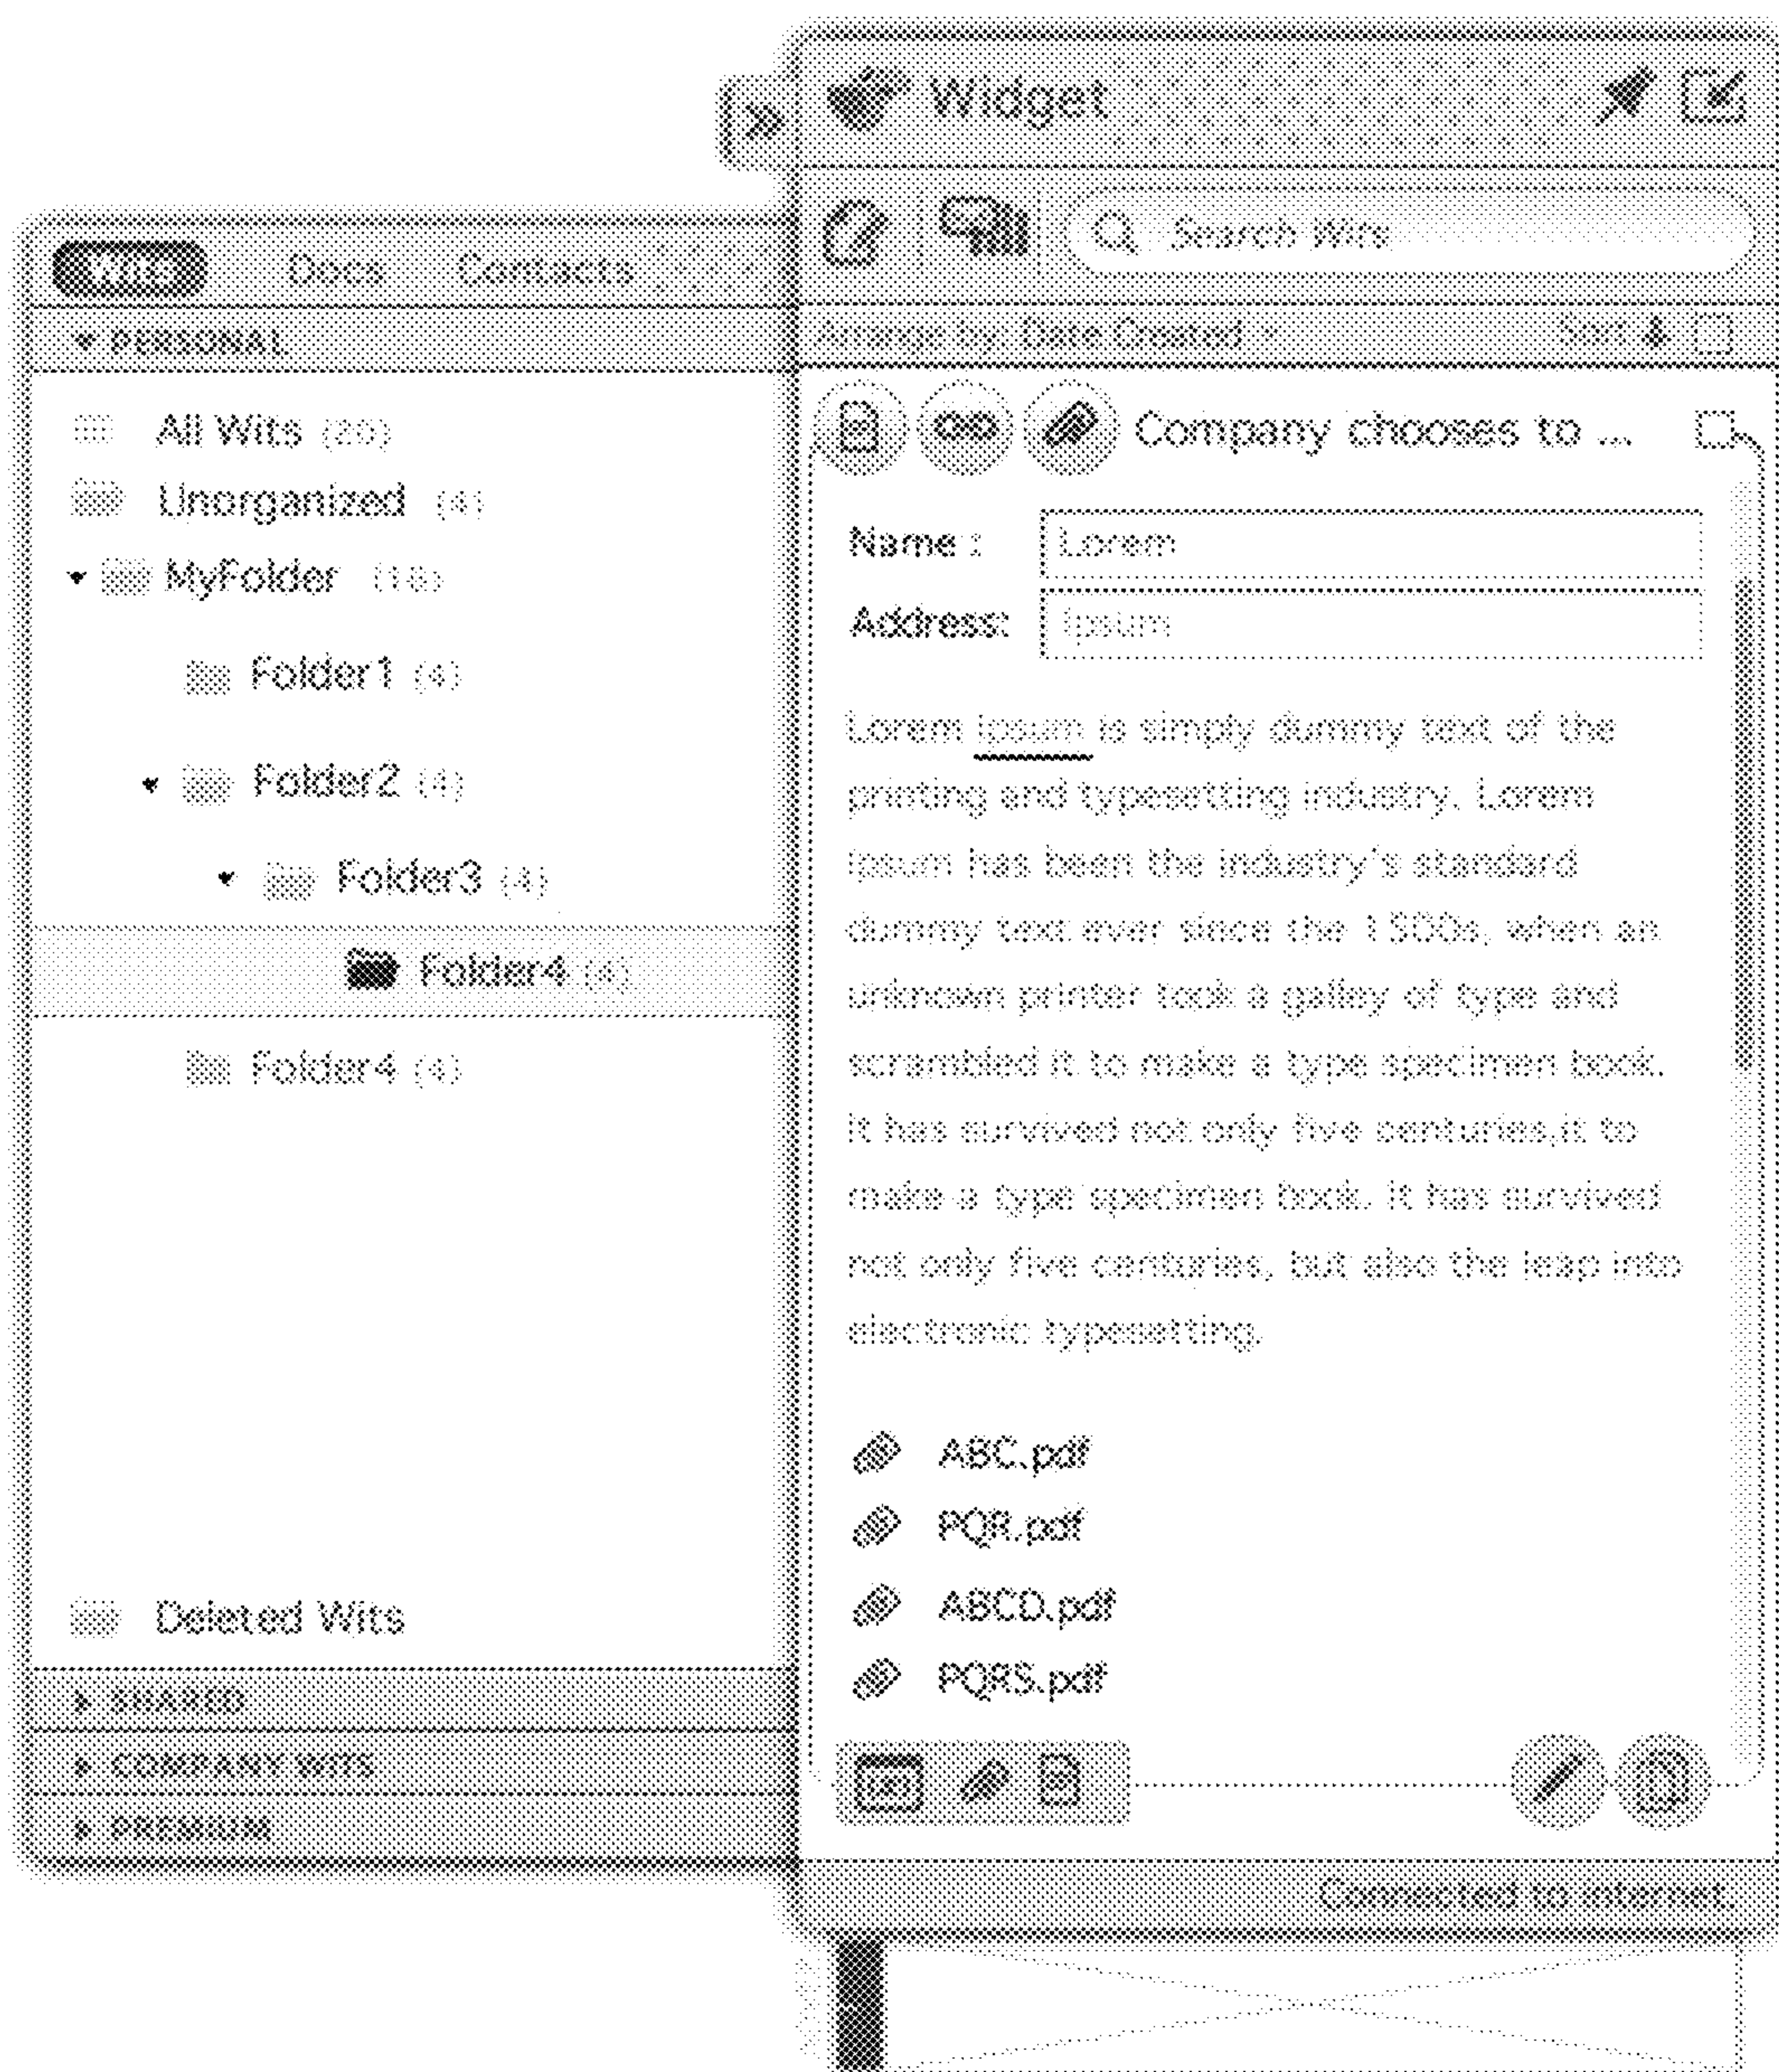 Widget
Search Wits
Wits Docs Contacts
PERSONAL
All Wits (20)
Unorganized (4)
MyFolder (18)
Folder1 (4)
Folder2 (4)
Folder3 (4)
Folder4 (4)
Folder4 (4)
Deleted Wits
SHARED
COMPANY WITS
PREMIUM
Arrange by: Date Created
Sort
Company chooses to ...
Name : Lorem
Address: Ipsum
Lorem Ipsum is simply dummy text of the
printing and typesetting industry. Lorem
Ipsum has been the industry's standard
dummy text ever since the 1500s, when an
unknown printer took a galley of type and
scrambled it to make a type specimen book.
It has survived not only five centuries,it to
make a type specimen book. It has survived
not only five centuries, but also the leap into
electronic typesetting.
ABC.pdf
PQR.pdf
ABCD.pdf
PQRS.pdf
Connected to internet.